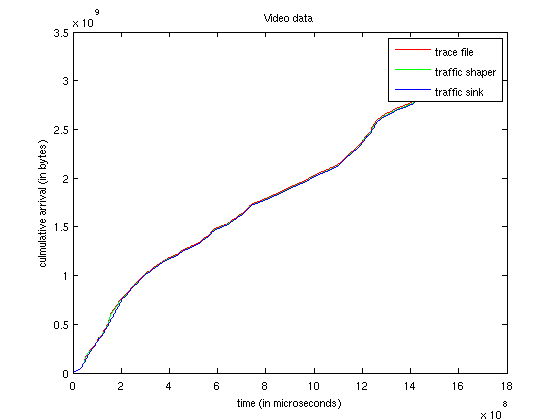 Video data
x 10
9
3.5
3
2.5
2
1.5
1
0.5
0
culmulative arrival (in bytes)
trace file
traffic shaper
traffic sink
0 2 4 6 8 10 12 14 16 18
time (in microseconds)
8
x 10